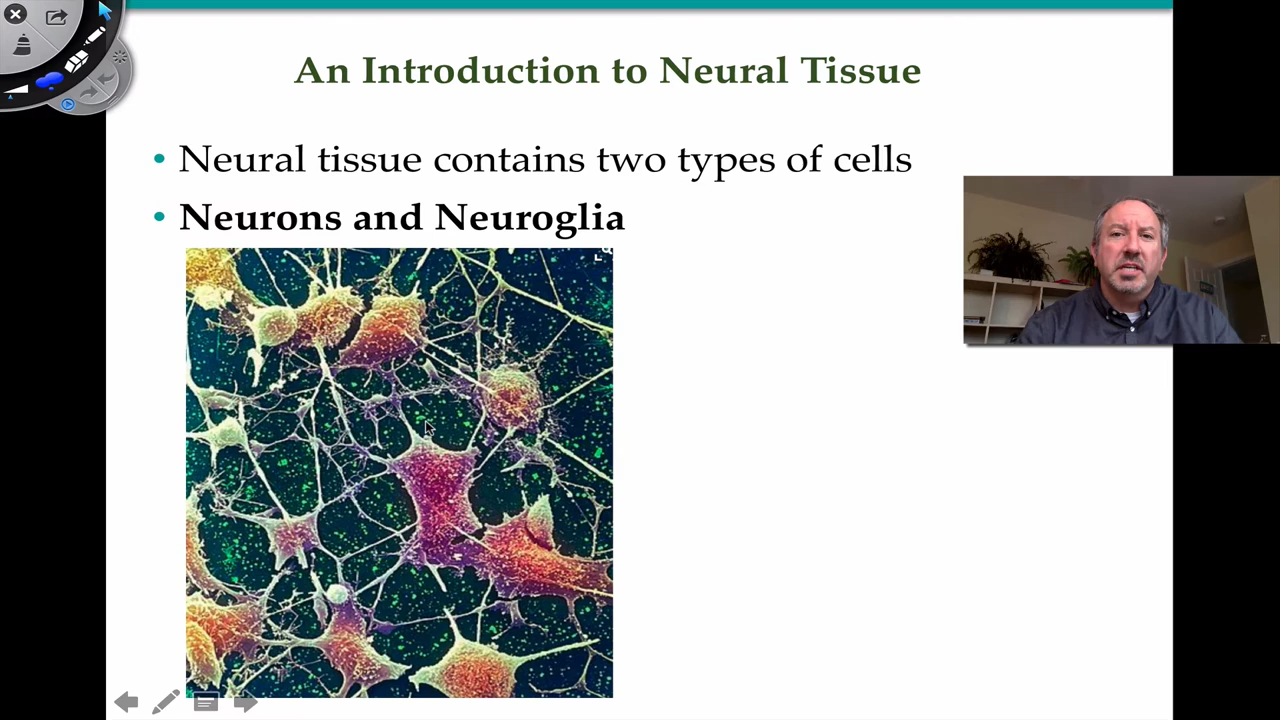 An Introduction to Neural Tissue
• Neural tissue contains two types of cells
• Neurons and Neuroglia